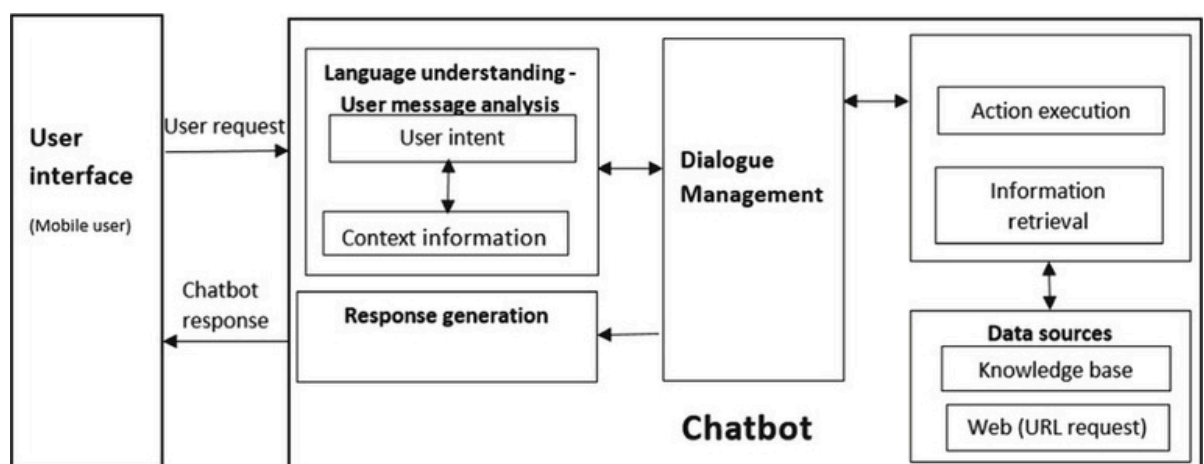 User
interface
(Mobile user)
User request
Chatbot
response
Language understanding -
User message analysis
User intent
Context information
Response generation
Dialogue
Management
Action execution
Information
retrieval
Data sources
Knowledge base
Web (URL request)
Chatbot